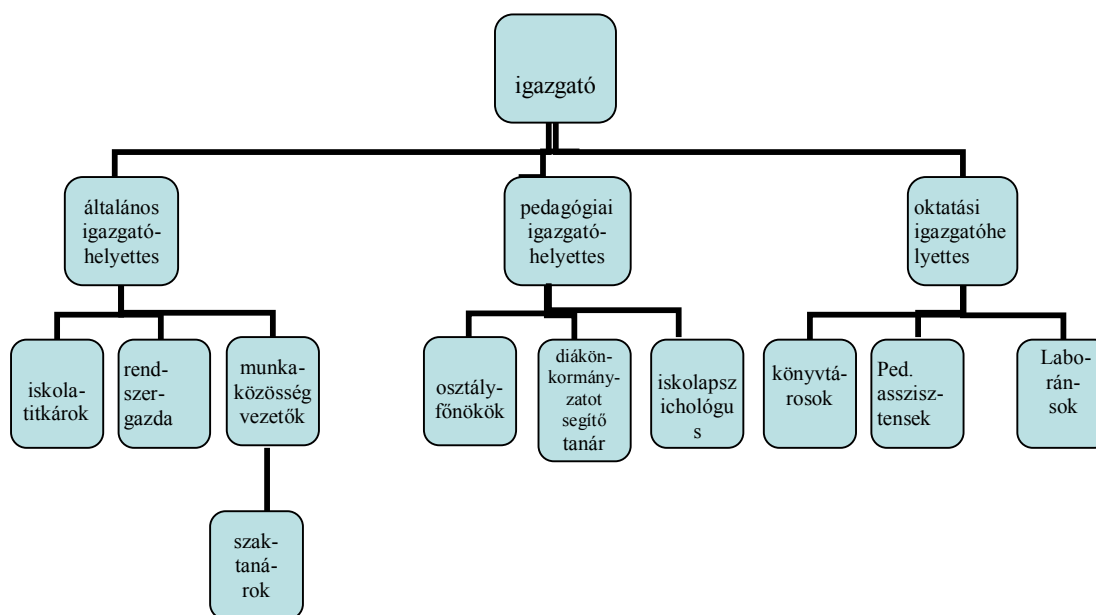 igazgató
általános
igazgató-
helyettes
pedagógiai
igazgató-
helyettes
oktatási
igazgatóhe
lyettes
iskola-
titkárok
rend-
szer-
gazda
munka-
közösség
vezetők
osztály-
főnökök
diákön-
kormány-
zatot
segítő
tanár
iskolapsz
ichológu
s
könyvtá-
rosok
Ped.
asszisz-
tensek
Labo-
rán-
sok
szak-
taná-
rok